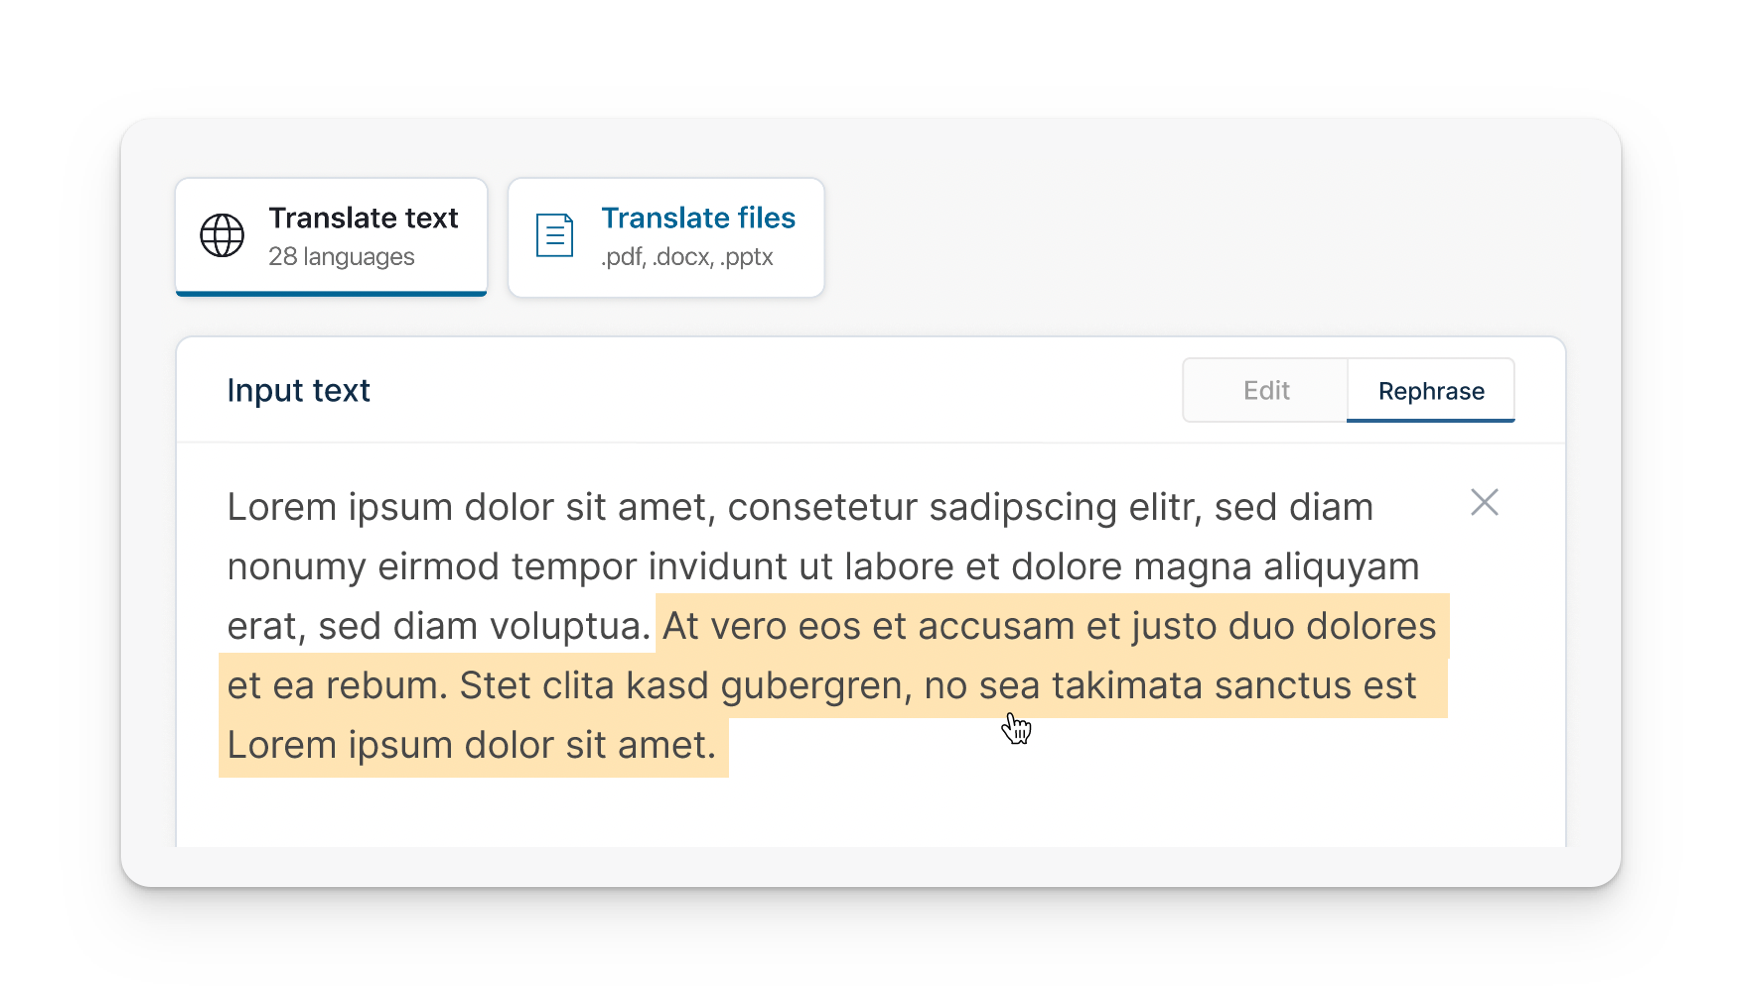 Translate text
28 languages
Translate files
.pdf, .docx, .pptx
Input text
Edit
Rephrase
Lorem ipsum dolor sit amet, consetetur sadipscing elitr, sed diam
nonumy eirmod tempor invidunt ut labore et dolore magna aliquyam
erat, sed diam voluptua. At vero eos et accusam et justo duo dolores
et ea rebum. Stet clita kasd gubergren, no sea takimata sanctus est
Lorem ipsum dolor sit amet.